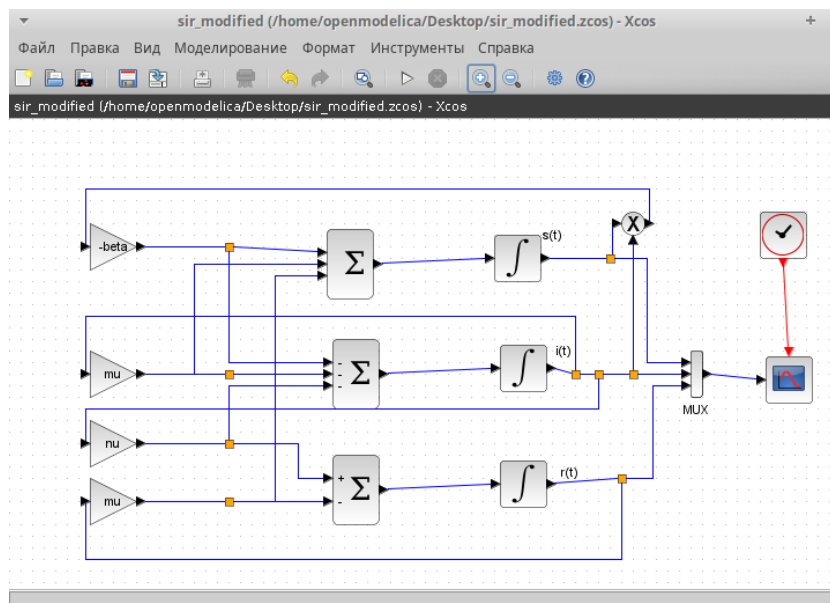 sir_modified (/home/openmodelica/Desktop/sir_modified.zcos) - Xcos
Файл Правка Вид Моделирование Формат Инструменты Справка
sir_modified (/home/openmodelica/Desktop/sir_modified.zcos) - Xcos
X
-beta
Σ
∫
s(t)
mu
-
-
-
Σ
∫
i(t)
MUX
nu
mu
+
-
Σ
∫
r(t)